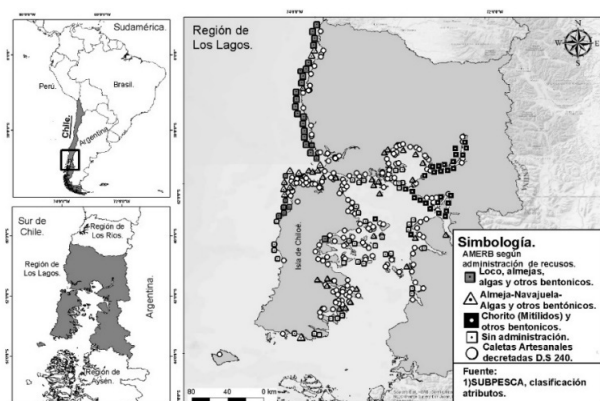 Sudamérica.
Perú.
Brasil.
Chile.
Argentina
Sur de
Chile.
Región de
Los Ríos.
Región de
Los Lagos.
Argentina.
Región de
Aysén.
Región de
Los Lagos.
N
W
E
S
Isla de Chiloé.
80
40
0 km
Simbología.
AMERB según
administración de recusos.
Loco, almejas,
algas y otros bentonicos.
Almeja-Navajuela-
Algas y otros bentónicos.
Chorito (Mitílidos) y
otros bentonicos.
Sin administración.
Caletas Artesanales
decretadas D.S 240.
Fuente:
1)SUBPESCA, clasificación
atributos.